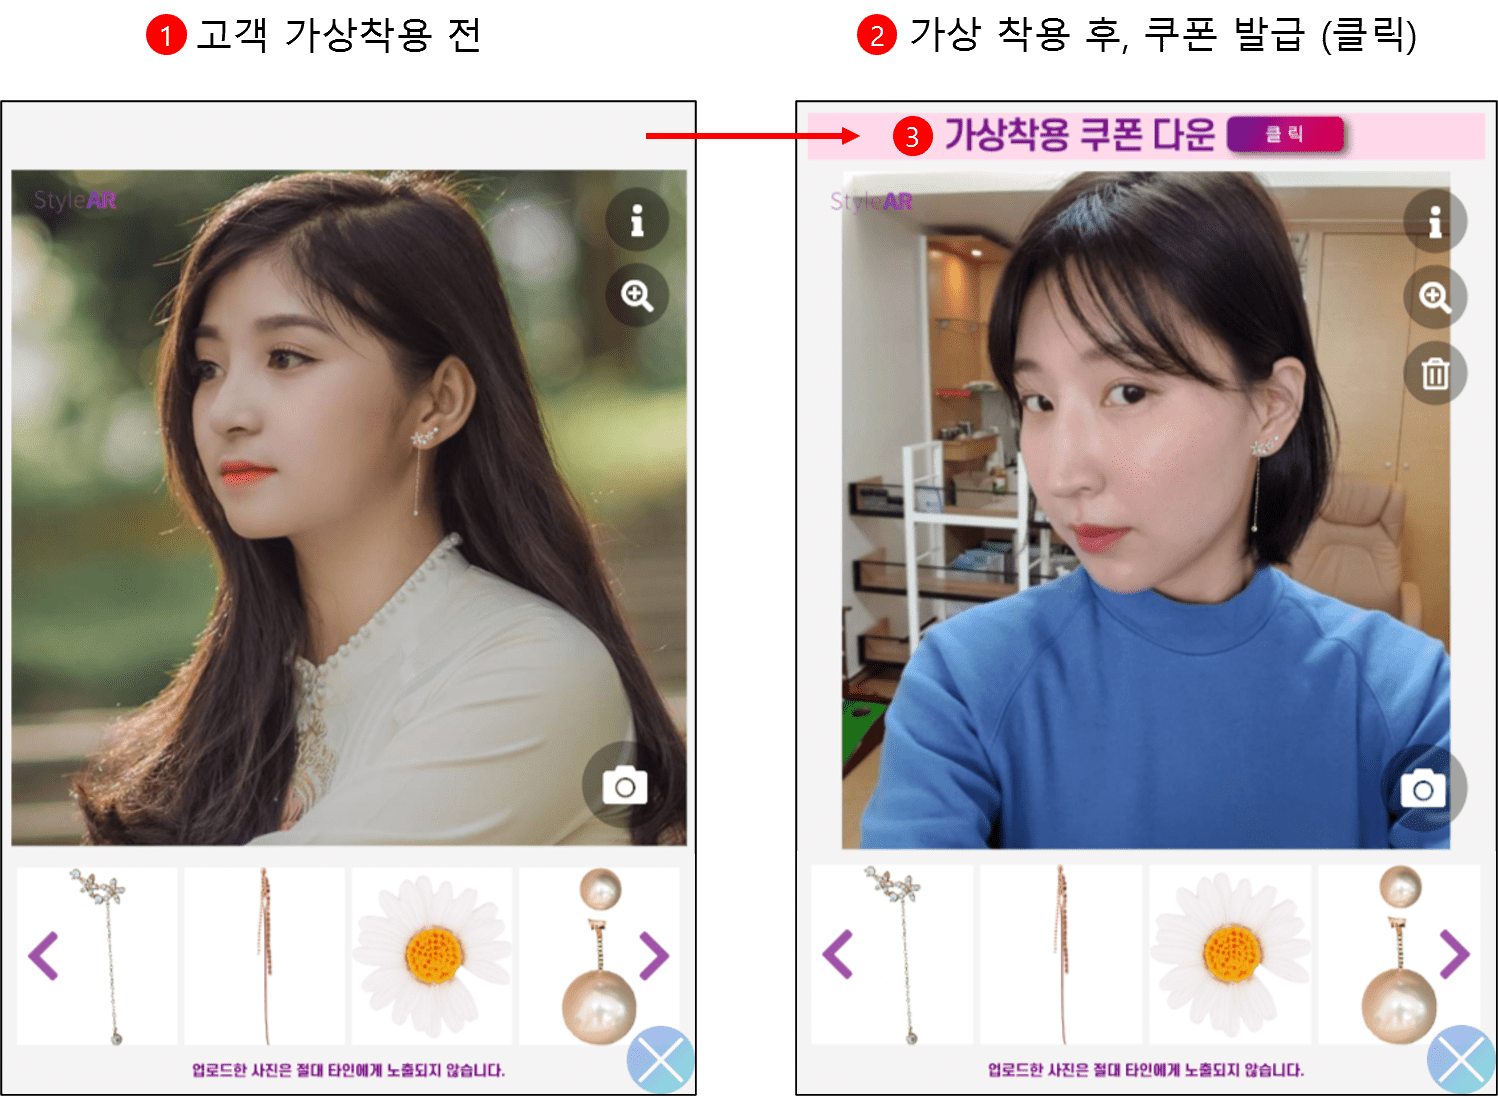 1 고객 가상착용 전
2 가상 착용 후, 쿠폰 발급 (클릭)
3 가상착용 쿠폰 다운 클릭
StyleAR
StyleAR
업로드한 사진은 절대 타인에게 노출되지 않습니다.
업로드한 사진은 절대 타인에게 노출되지 않습니다.